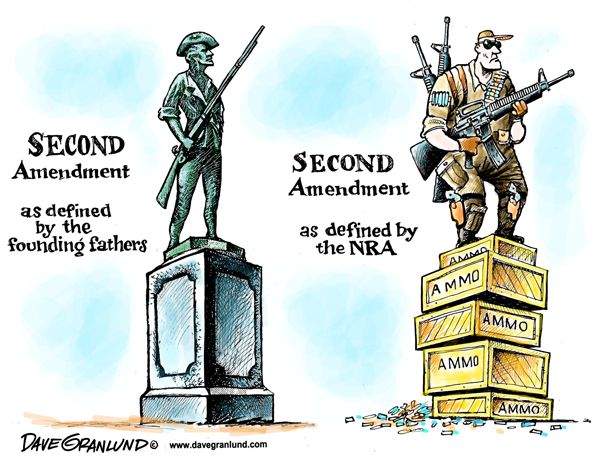 SECOND
Amendment
as defined
by the
founding fathers
SECOND
Amendment
as defined by
the NRA
AMMO
AMMO
AMMO
AMMO
AMMO
DAVE GRANLUND © www.davegranlund.com